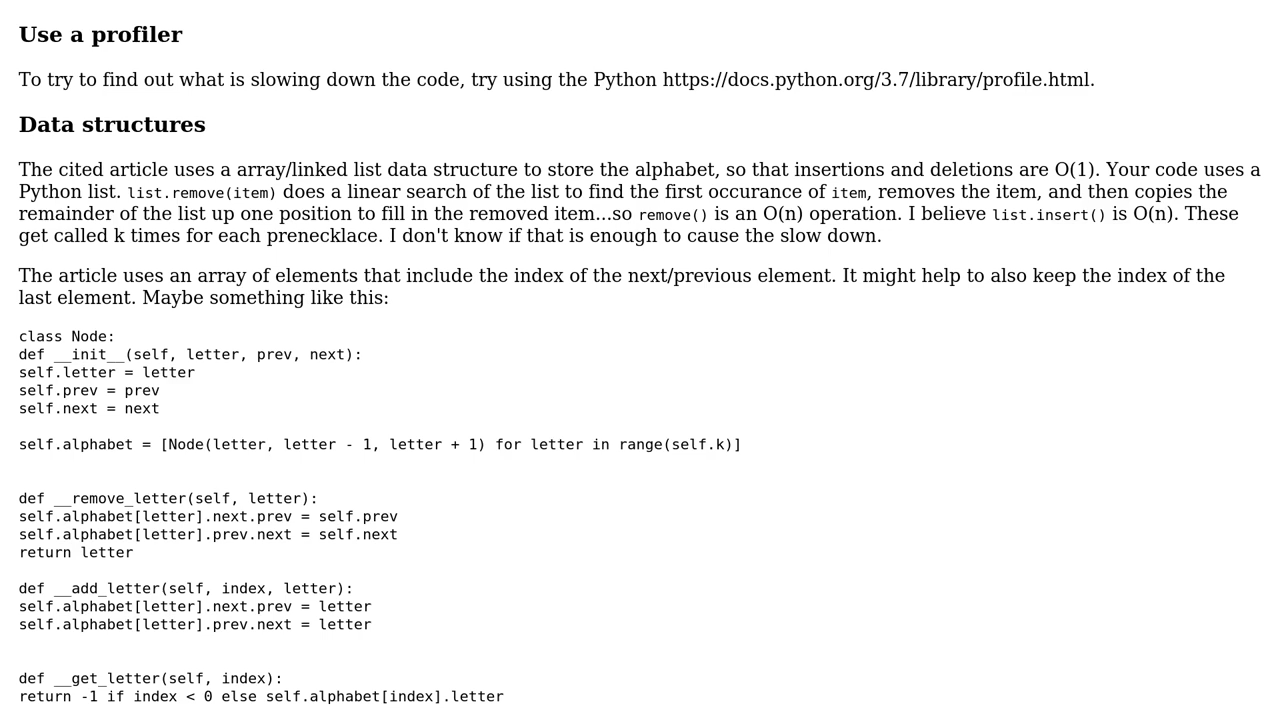 Use a profiler
To try to find out what is slowing down the code, try using the Python https://docs.python.org/3.7/library/profile.html.
Data structures
The cited article uses a array/linked list data structure to store the alphabet, so that insertions and deletions are O(1). Your code uses a
Python list. list.remove(item) does a linear search of the list to find the first occurance of item, removes the item, and then copies the
remainder of the list up one position to fill in the removed item...so remove() is an O(n) operation. I believe list.insert() is O(n). These
get called k times for each prenecklace. I don't know if that is enough to cause the slow down.
The article uses an array of elements that include the index of the next/previous element. It might help to also keep the index of the
last element. Maybe something like this:
class Node:
def __init__(self, letter, prev, next):
self.letter = letter
self.prev = prev
self.next = next
self.alphabet = [Node(letter, letter - 1, letter + 1) for letter in range(self.k)]
def __remove_letter(self, letter):
self.alphabet[letter].next.prev = self.prev
self.alphabet[letter].prev.next = self.next
return letter
def __add_letter(self, index, letter):
self.alphabet[letter].next.prev = letter
self.alphabet[letter].prev.next = letter
def __get_letter(self, index):
return -1 if index < 0 else self.alphabet[index].letter